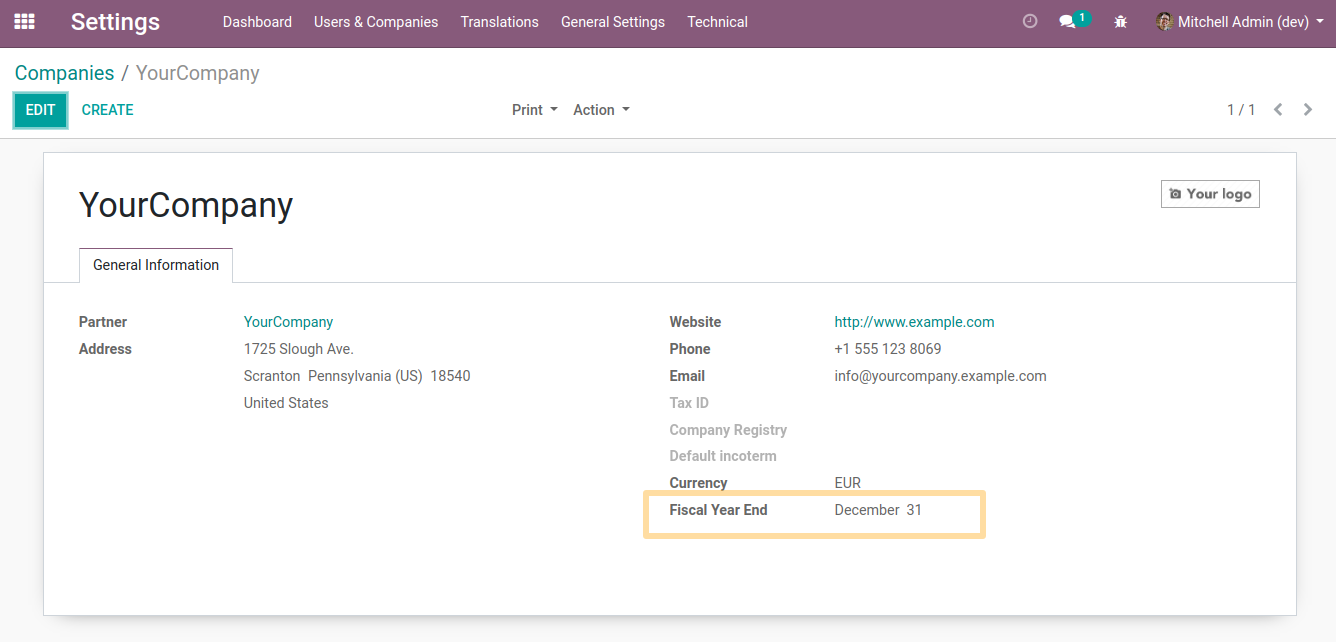 Settings Dashboard Users & Companies Translations General Settings Technical 1 Mitchell Admin (dev)
Companies / YourCompany
EDIT CREATE Print Action 1 / 1
YourCompany
Your logo
General Information
Partner YourCompany Website http://www.example.com
Address 1725 Slough Ave. Phone +1 555 123 8069
Scranton Pennsylvania (US) 18540 Email info@yourcompany.example.com
United States Tax ID
Company Registry
Default incoterm
Currency EUR
Fiscal Year End December 31